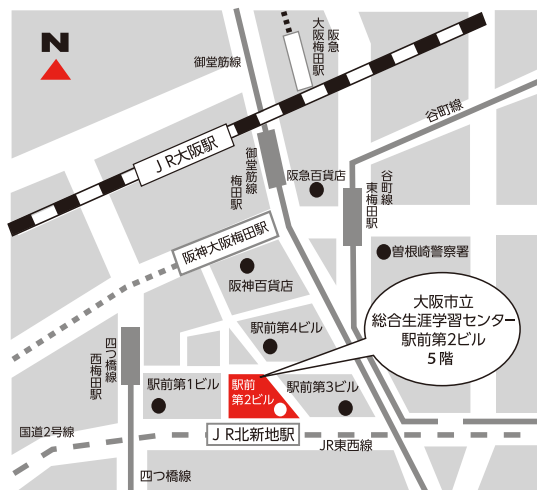 N
阪急
大阪梅田駅
御堂筋線
谷町線
JR大阪駅
御堂筋線
梅田駅
阪急百貨店
谷町線
東梅田駅
阪神大阪梅田駅
曽根崎警察署
阪神百貨店
大阪市立
総合生涯学習センター
駅前第2ビル
5階
駅前第4ビル
四つ橋線
西梅田駅
駅前第1ビル
駅前
第2ビル
駅前第3ビル
国道2号線
JR北新地駅
JR東西線
四つ橋線